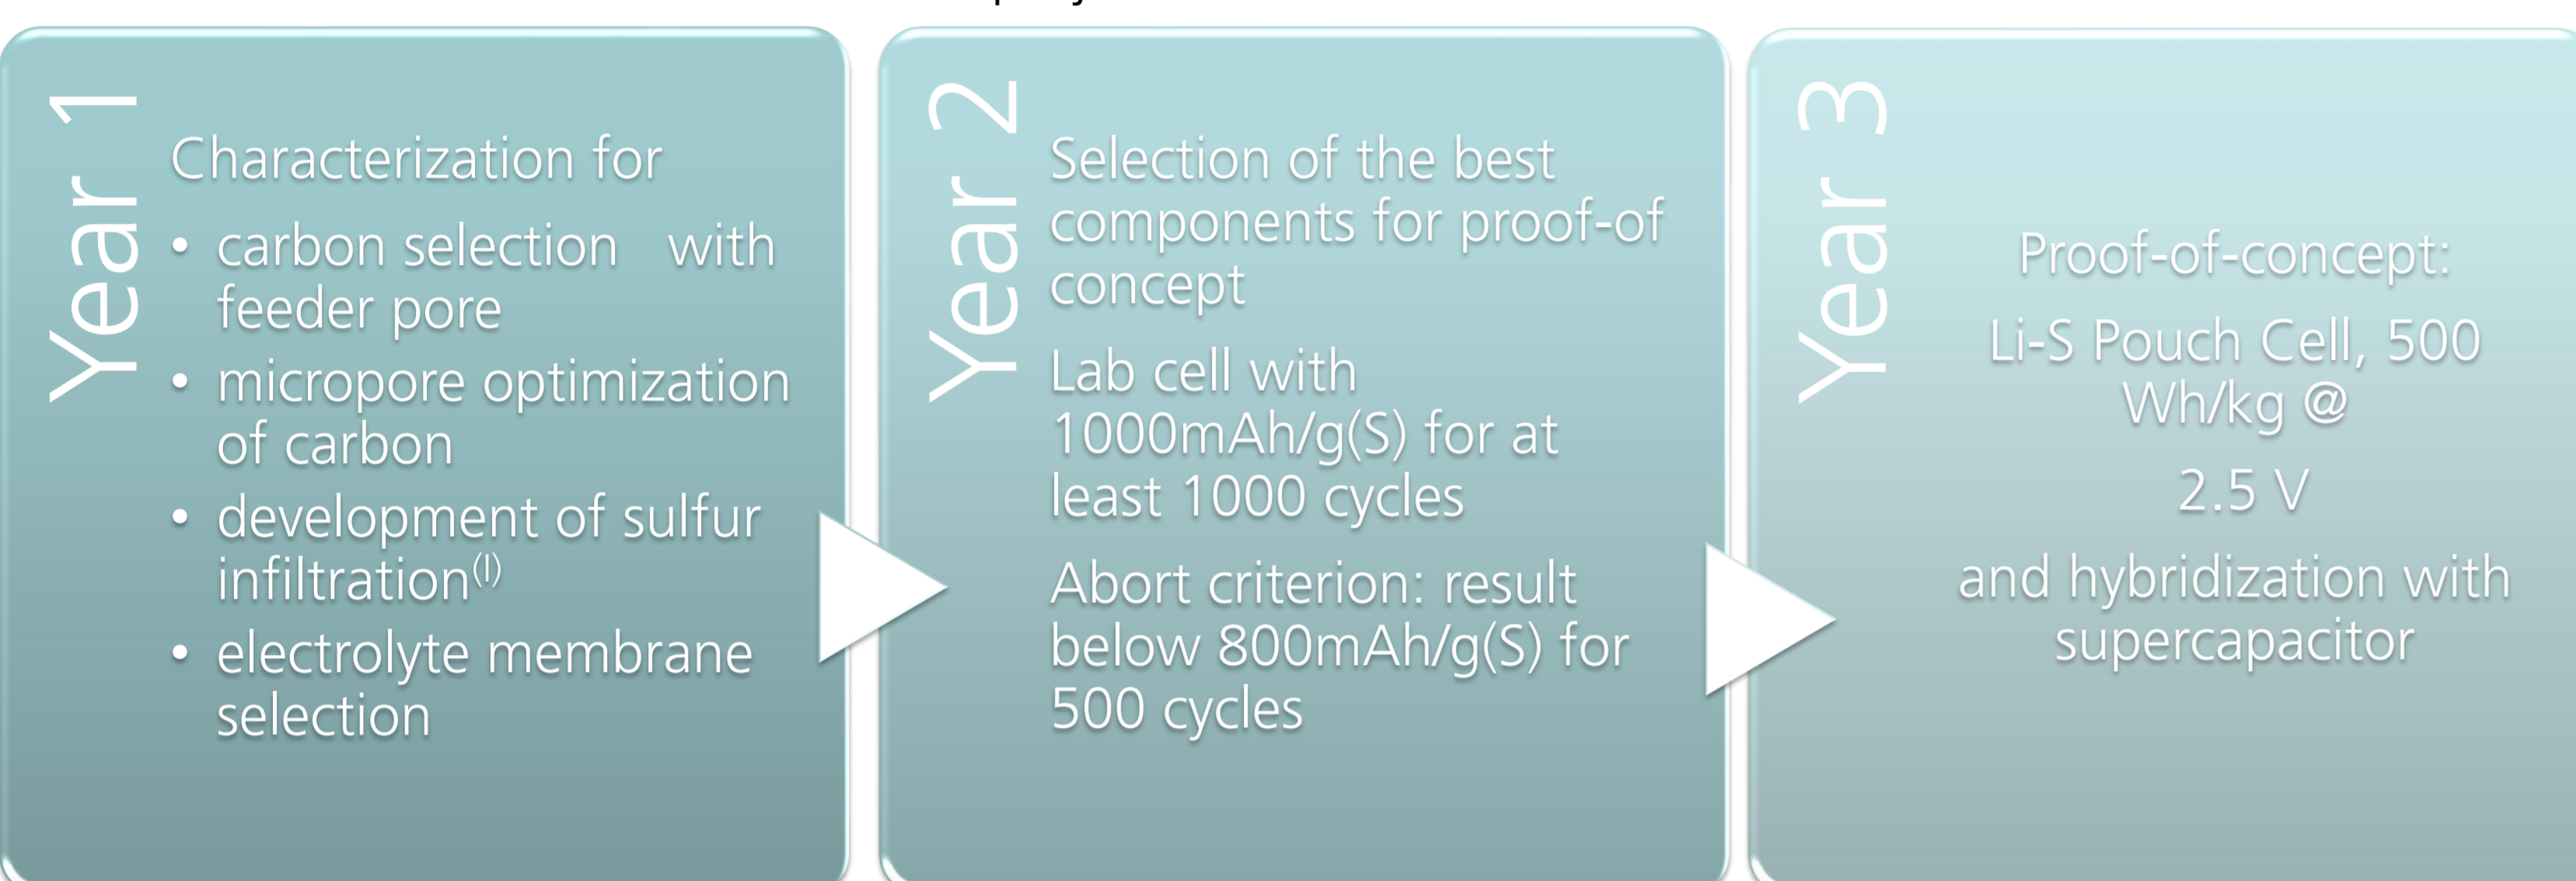 Year 1
Characterization for
• carbon selection with
feeder pore
• micropore optimization
of carbon
• development of sulfur
infiltration(l)
• electrolyte membrane
selection
Year 2
Selection of the best
components for proof-of
concept
Lab cell with
1000mAh/g(S) for at
least 1000 cycles
Abort criterion: result
below 800mAh/g(S) for
500 cycles
Year 3
Proof-of-concept:
Li-S Pouch Cell, 500
Wh/kg @
2.5 V
and hybridization with
supercapacitor